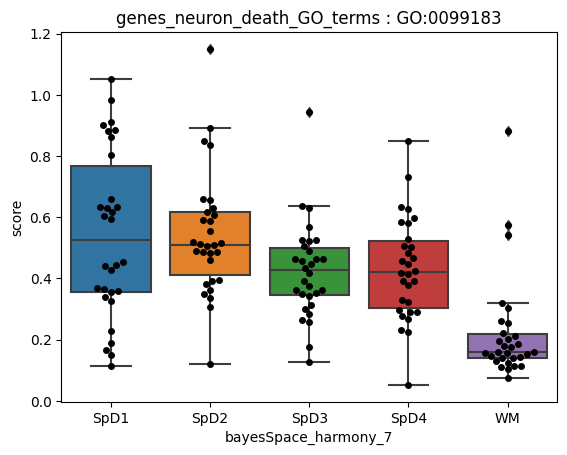 genes_neuron_death_GO_terms : GO:0099183
1.2
1.0
0.8
0.6
0.4
0.2
0.0
score
SpD1 SpD2 SpD3 SpD4 WM
bayesSpace_harmony_7